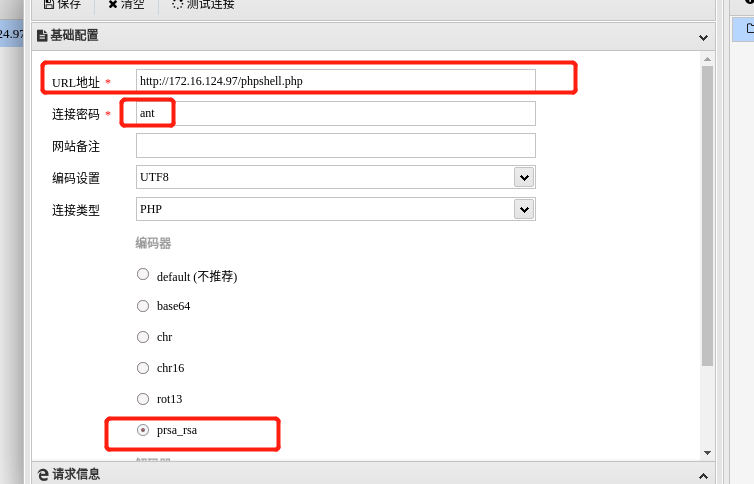 保存 清空 测试连接
24.97
基础配置
URL地址 * http://172.16.124.97/phpshell.php
连接密码 * ant
网站备注
编码设置 UTF8
连接类型 PHP
编码器
default (不推荐)
base64
chr
chr16
rot13
prsa_rsa
请求信息